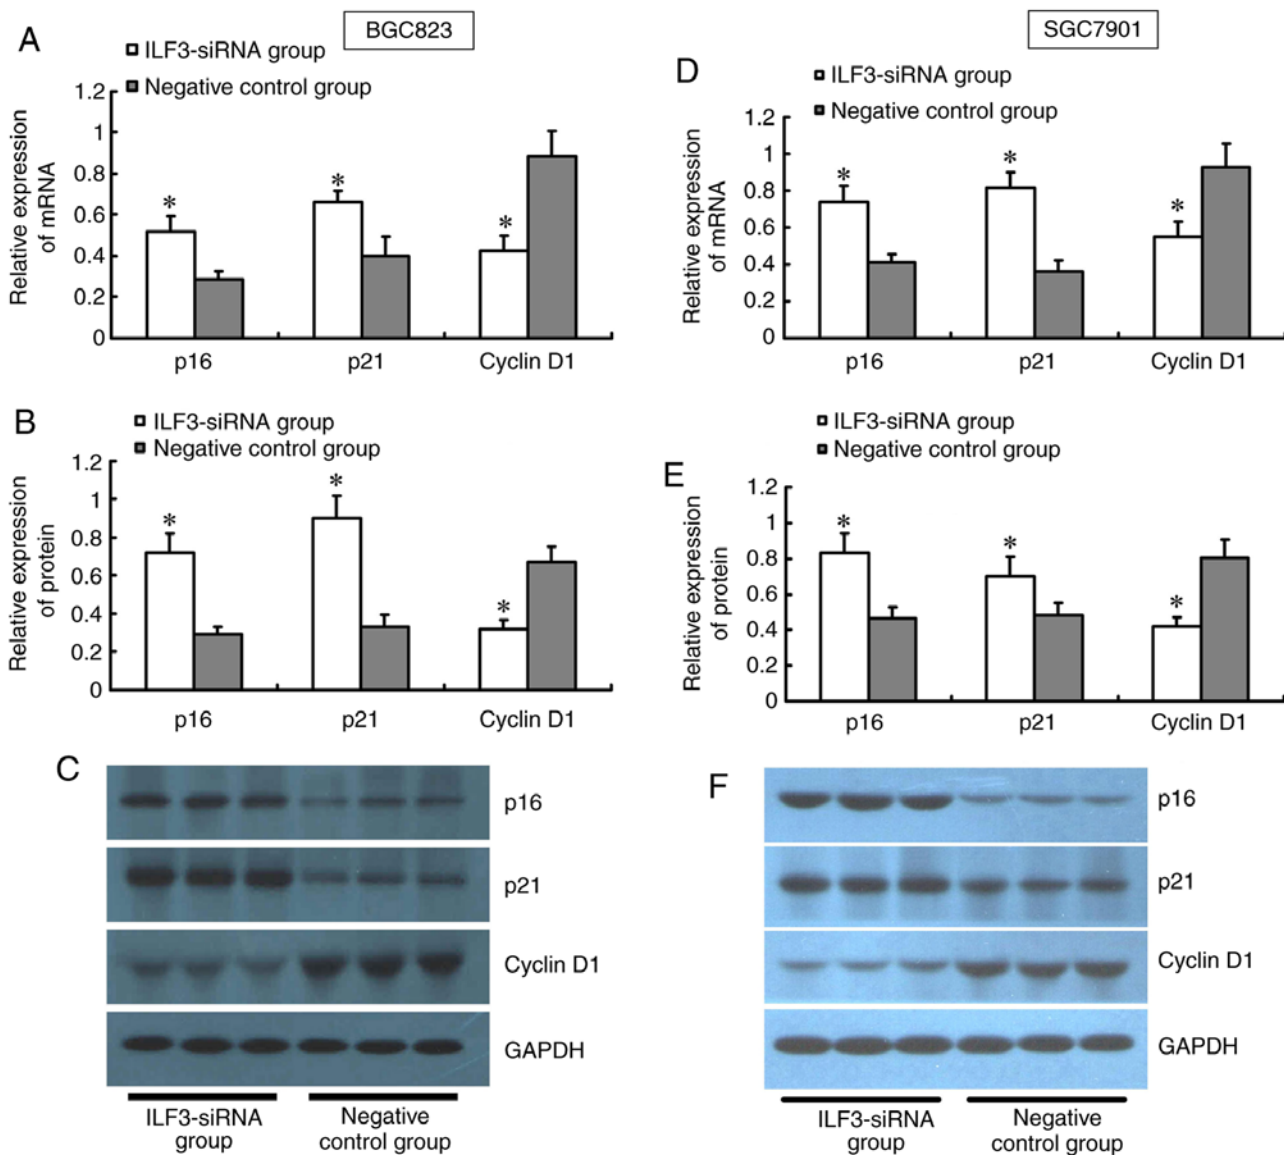 A
BGC823
ILF3-siRNA group
Negative control group
Relative expression
of mRNA
1.2
1
0.8
0.6
0.4
0.2
0
*
*
*
p16
p21
Cyclin D1
B
ILF3-siRNA group
Negative control group
Relative expression
of protein
1.2
1
0.8
0.6
0.4
0.2
0
*
*
*
p16
p21
Cyclin D1
C
p16
p21
Cyclin D1
GAPDH
ILF3-siRNA
group
Negative
control group
SGC7901
D
ILF3-siRNA group
Negative control group
Relative expression
of mRNA
1.2
1
0.8
0.6
0.4
0.2
0
*
*
*
p16
p21
Cyclin D1
E
ILF3-siRNA group
Negative control group
Relative expression
of protein
1.2
1
0.8
0.6
0.4
0.2
0
*
*
*
p16
p21
Cyclin D1
F
p16
p21
Cyclin D1
GAPDH
ILF3-siRNA
group
Negative
control group